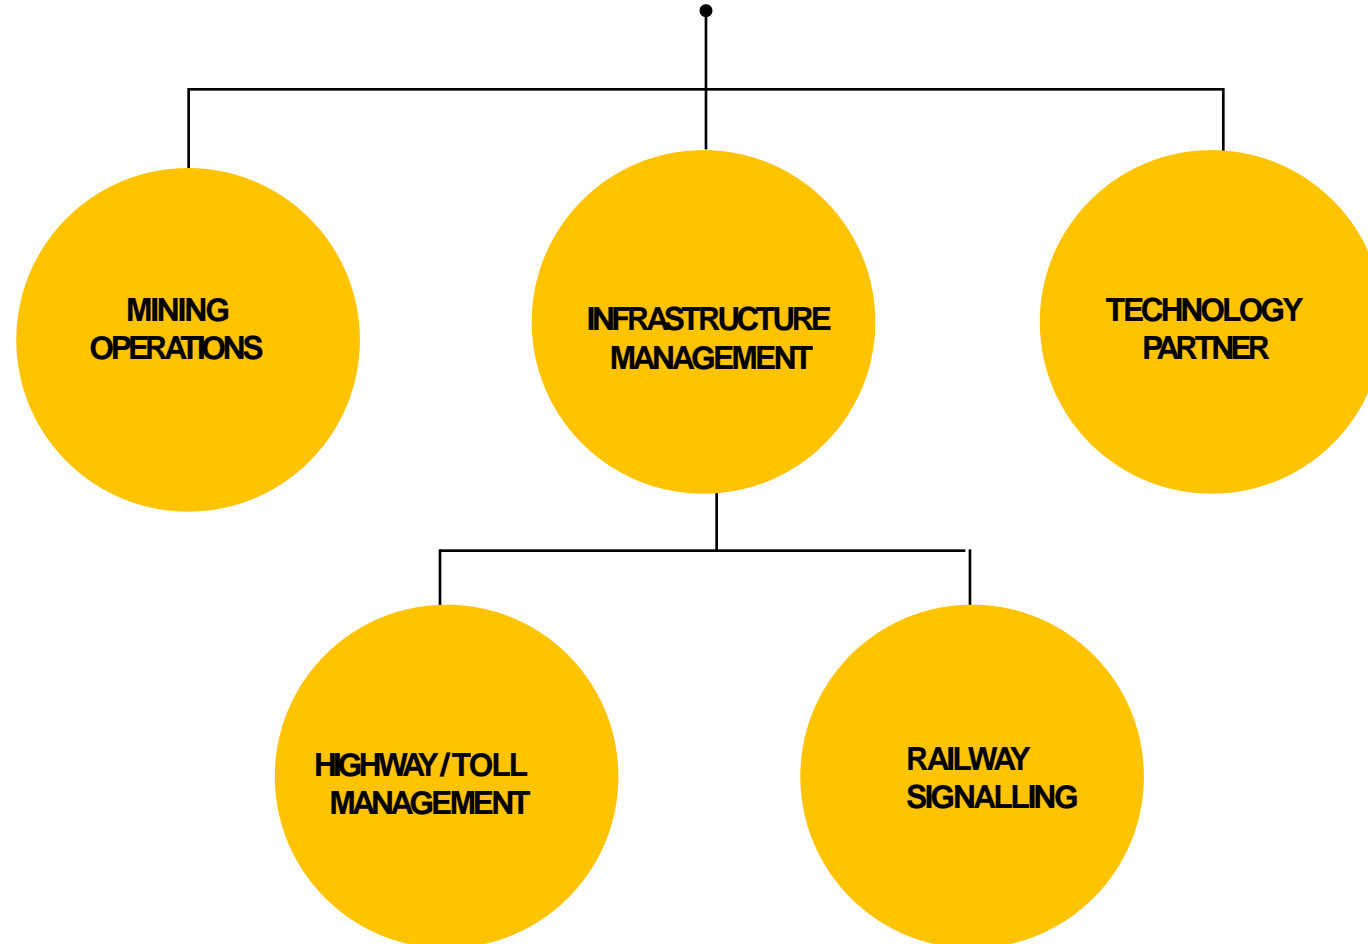 MINING
OPERATIONS
INFRASTRUCTURE
MANAGEMENT
TECHNOLOGY
PARTNER
HIGHWAY / TOLL
MANAGEMENT
RAILWAY
SIGNALLING